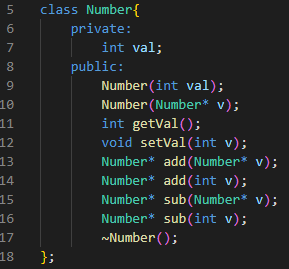 5 class Number{
6     private:
7         int val;
8     public:
9         Number(int val);
10         Number(Number* v);
11         int getVal();
12         void setVal(int v);
13         Number* add(Number* v);
14         Number* add(int v);
15         Number* sub(Number* v);
16         Number* sub(int v);
17         ~Number();
18 };